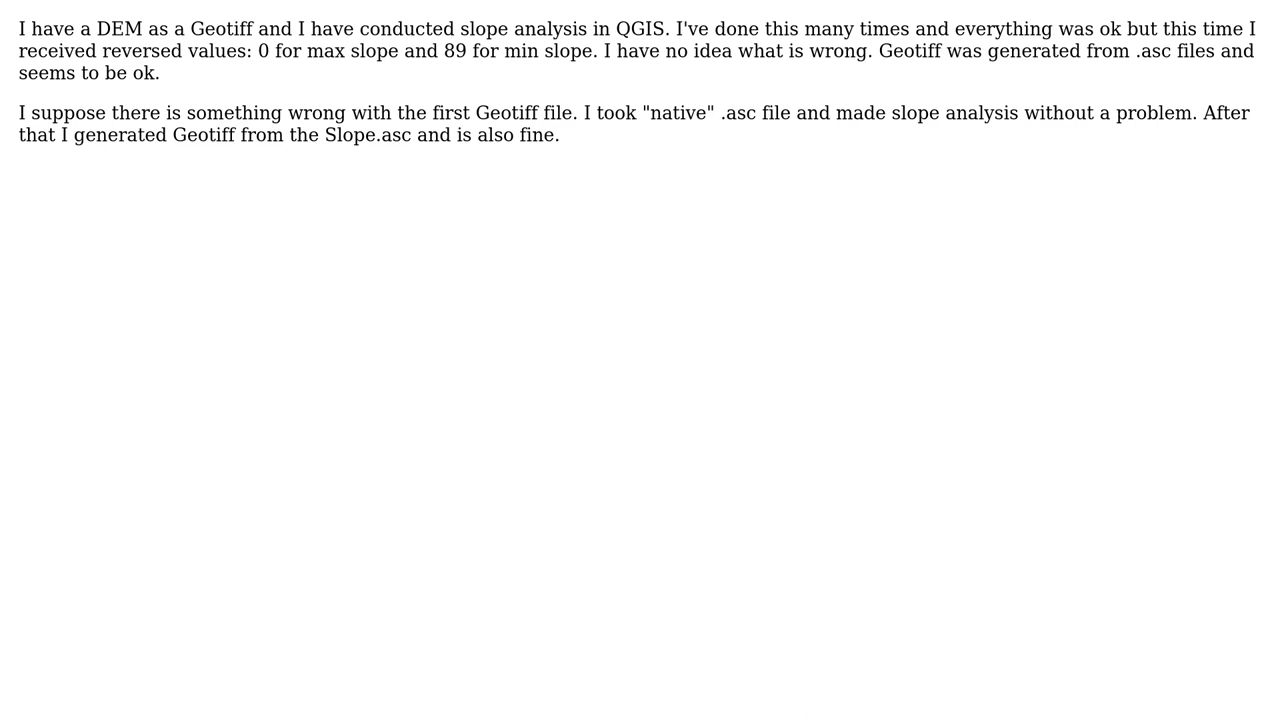 I have a DEM as a Geotiff and I have conducted slope analysis in QGIS. I've done this many times and everything was ok but this time I
received reversed values: 0 for max slope and 89 for min slope. I have no idea what is wrong. Geotiff was generated from .asc files and
seems to be ok.
I suppose there is something wrong with the first Geotiff file. I took "native" .asc file and made slope analysis without a problem. After
that I generated Geotiff from the Slope.asc and is also fine.